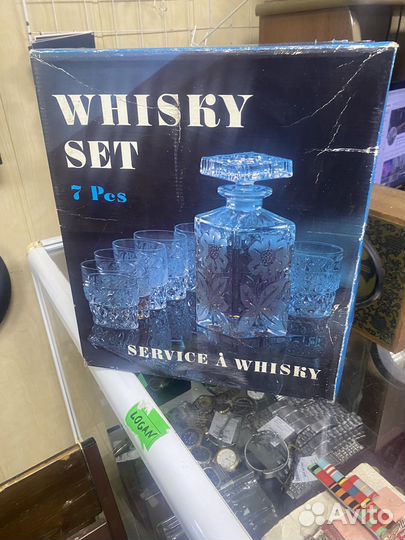 WHISKY
SET
7 Pcs
SERVICE À WHISKY
LOGAN
Avito